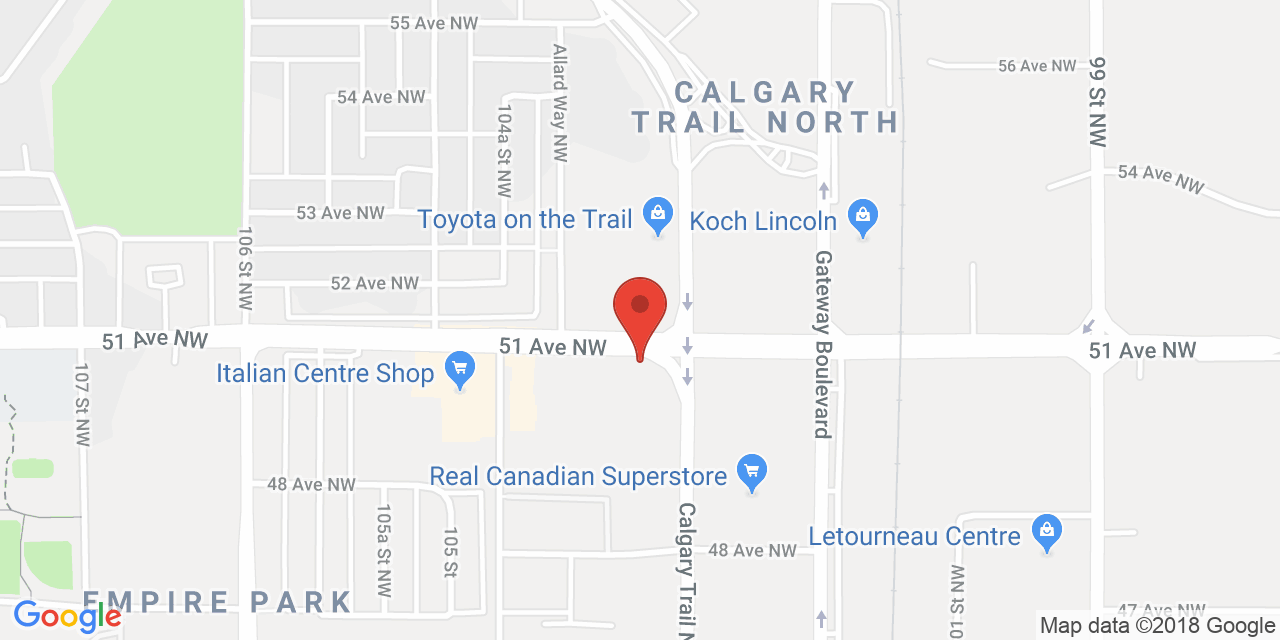 55 Ave NW
Allard Way NW
56 Ave NW
99 St NW
CALGARY
TRAIL NORTH
54 Ave NW
104a St NW
54 Ave NW
53 Ave NW
Toyota on the Trail
Koch Lincoln
106 St NW
52 Ave NW
Gateway Boulevard
51 Ave NW
51 Ave NW
51 Ave NW
Italian Centre Shop
107 St NW
Real Canadian Superstore
48 Ave NW
105a St NW
105 St
Calgary Trail N
48 Ave NW
Letourneau Centre
01 St NW
EMPIRE PARK
47 Ave NW
Google
Map data ©2018 Google